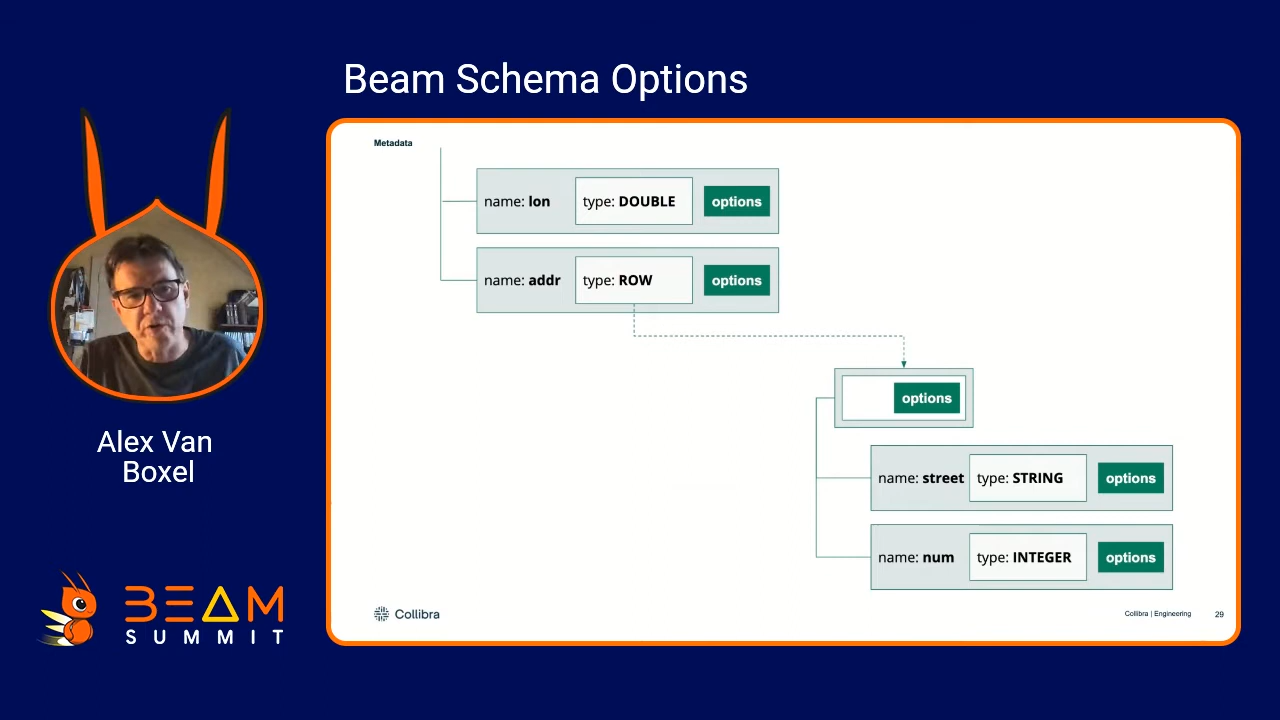 Beam Schema Options
Metadata
name: lon type: DOUBLE options
name: addr type: ROW options
options
name: street type: STRING options
name: num type: INTEGER options
Collibra
Collibra | Engineering 29
Alex Van
Boxel
BEAM
SUMMIT